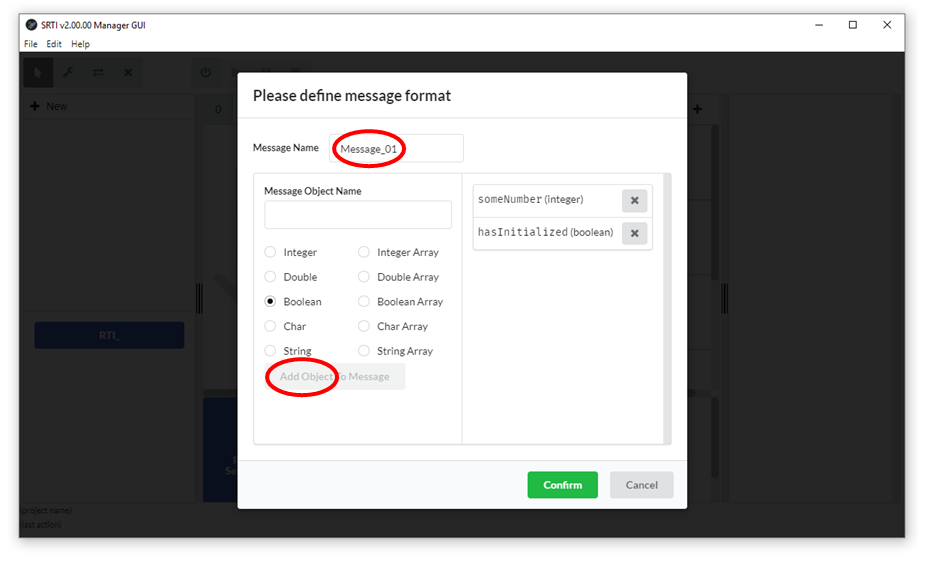 SRTI v2.00.00 Manager GUI
File Edit Help
New
0
Please define message format
Message Name
Message_01
Message Object Name
someNumber (integer)
hasInitialized (boolean)
Integer
Integer Array
Double
Double Array
Boolean
Boolean Array
Char
Char Array
String
String Array
Add Object To Message
RTI_
Confirm
Cancel
(project name)
(last action)